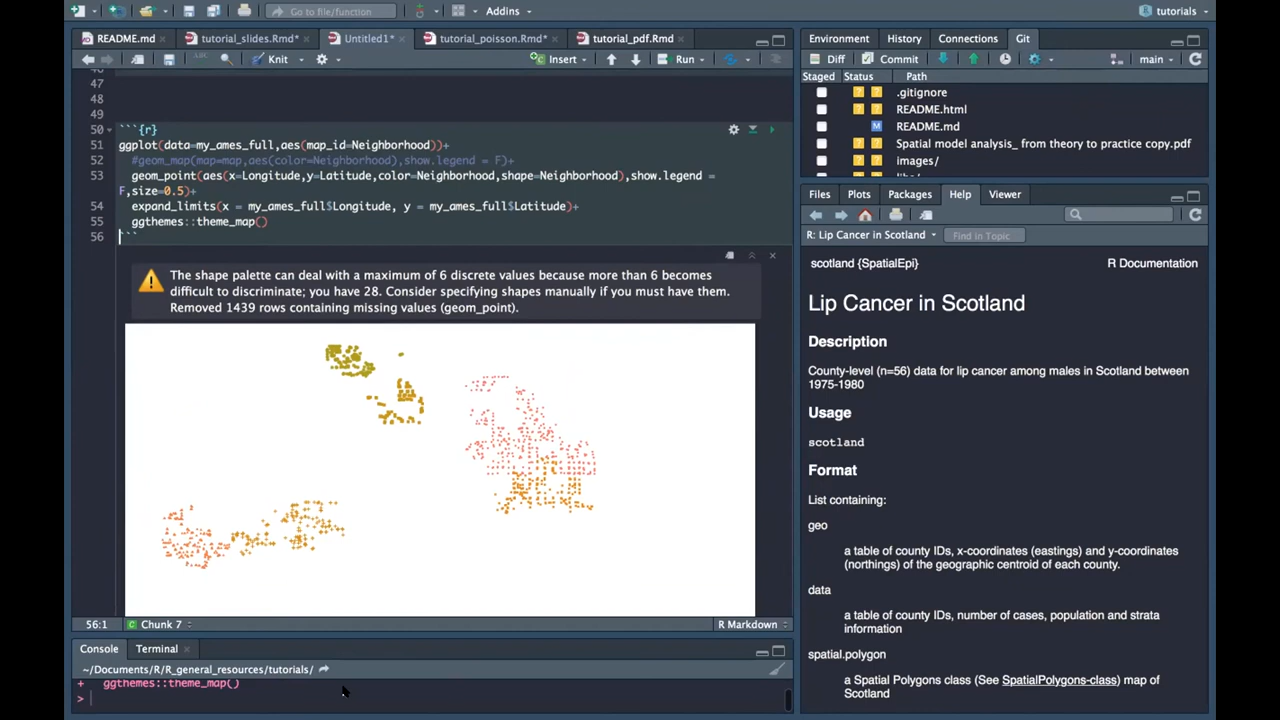 Go to file/function
Addins
tutorials
README.md
tutorial_slides.Rmd*
Untitled1*
tutorial_poisson.Rmd*
tutorial_pdf.Rmd
Knit
Insert
Run
47
48
49
50 ```{r}
51 ggplot(data=my_ames_full,aes(map_id=Neighborhood))+
52 #geom_map(map=map,aes(color=Neighborhood),show.legend = F)+
53 geom_point(aes(x=Longitude,y=Latitude,color=Neighborhood,shape=Neighborhood),show.legend =
F,size=0.5)+
54 expand_limits(x = my_ames_full$Longitude, y = my_ames_full$Latitude)+
55 ggthemes::theme_map()
56 ```
The shape palette can deal with a maximum of 6 discrete values because more than 6 becomes
difficult to discriminate; you have 28. Consider specifying shapes manually if you must have them.
Removed 1439 rows containing missing values (geom_point).
56:1
C Chunk 7
R Markdown
Console
Terminal
~/Documents/R/R_general_resources/tutorials/
+ ggthemes::theme_map()
>
Environment
History
Connections
Git
Diff
Commit
main
Staged
Status
Path
? ? .gitignore
? ? README.html
M README.md
? ? Spatial model analysis_ from theory to practice copy.pdf
? ? images/
Files
Plots
Packages
Help
Viewer
R: Lip Cancer in Scotland
Find in Topic
scotland {SpatialEpi}
R Documentation
Lip Cancer in Scotland
Description
County-level (n=56) data for lip cancer among males in Scotland between
1975-1980
Usage
scotland
Format
List containing:
geo
a table of county IDs, x-coordinates (eastings) and y-coordinates
(northings) of the geographic centroid of each county.
data
a table of county IDs, number of cases, population and strata
information
spatial.polygon
a Spatial Polygons class (See SpatialPolygons-class) map of
Scotland